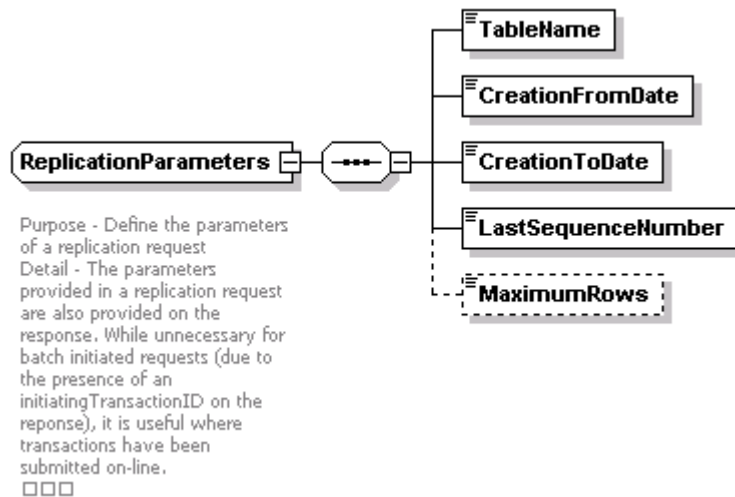 TableName
CreationFromDate
CreationToDate
ReplicationParameters
LastSequenceNumber
MaximumRows
Purpose - Define the parameters
of a replication request
Detail - The parameters
provided in a replication request
are also provided on the
response. While unnecessary for
batch initiated requests (due to
the presence of an
initiatingTransactionID on the
reponse), it is useful where
transactions have been
submitted on-line.